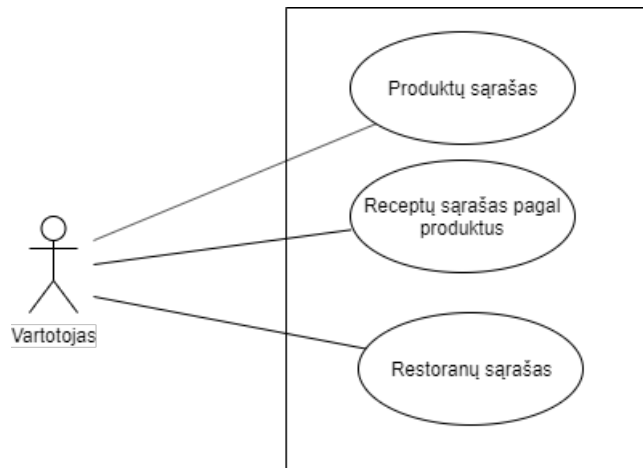 Produktų sąrašas
Receptų sąrašas pagal
produktus
Vartotojas
Restoranų sąrašas